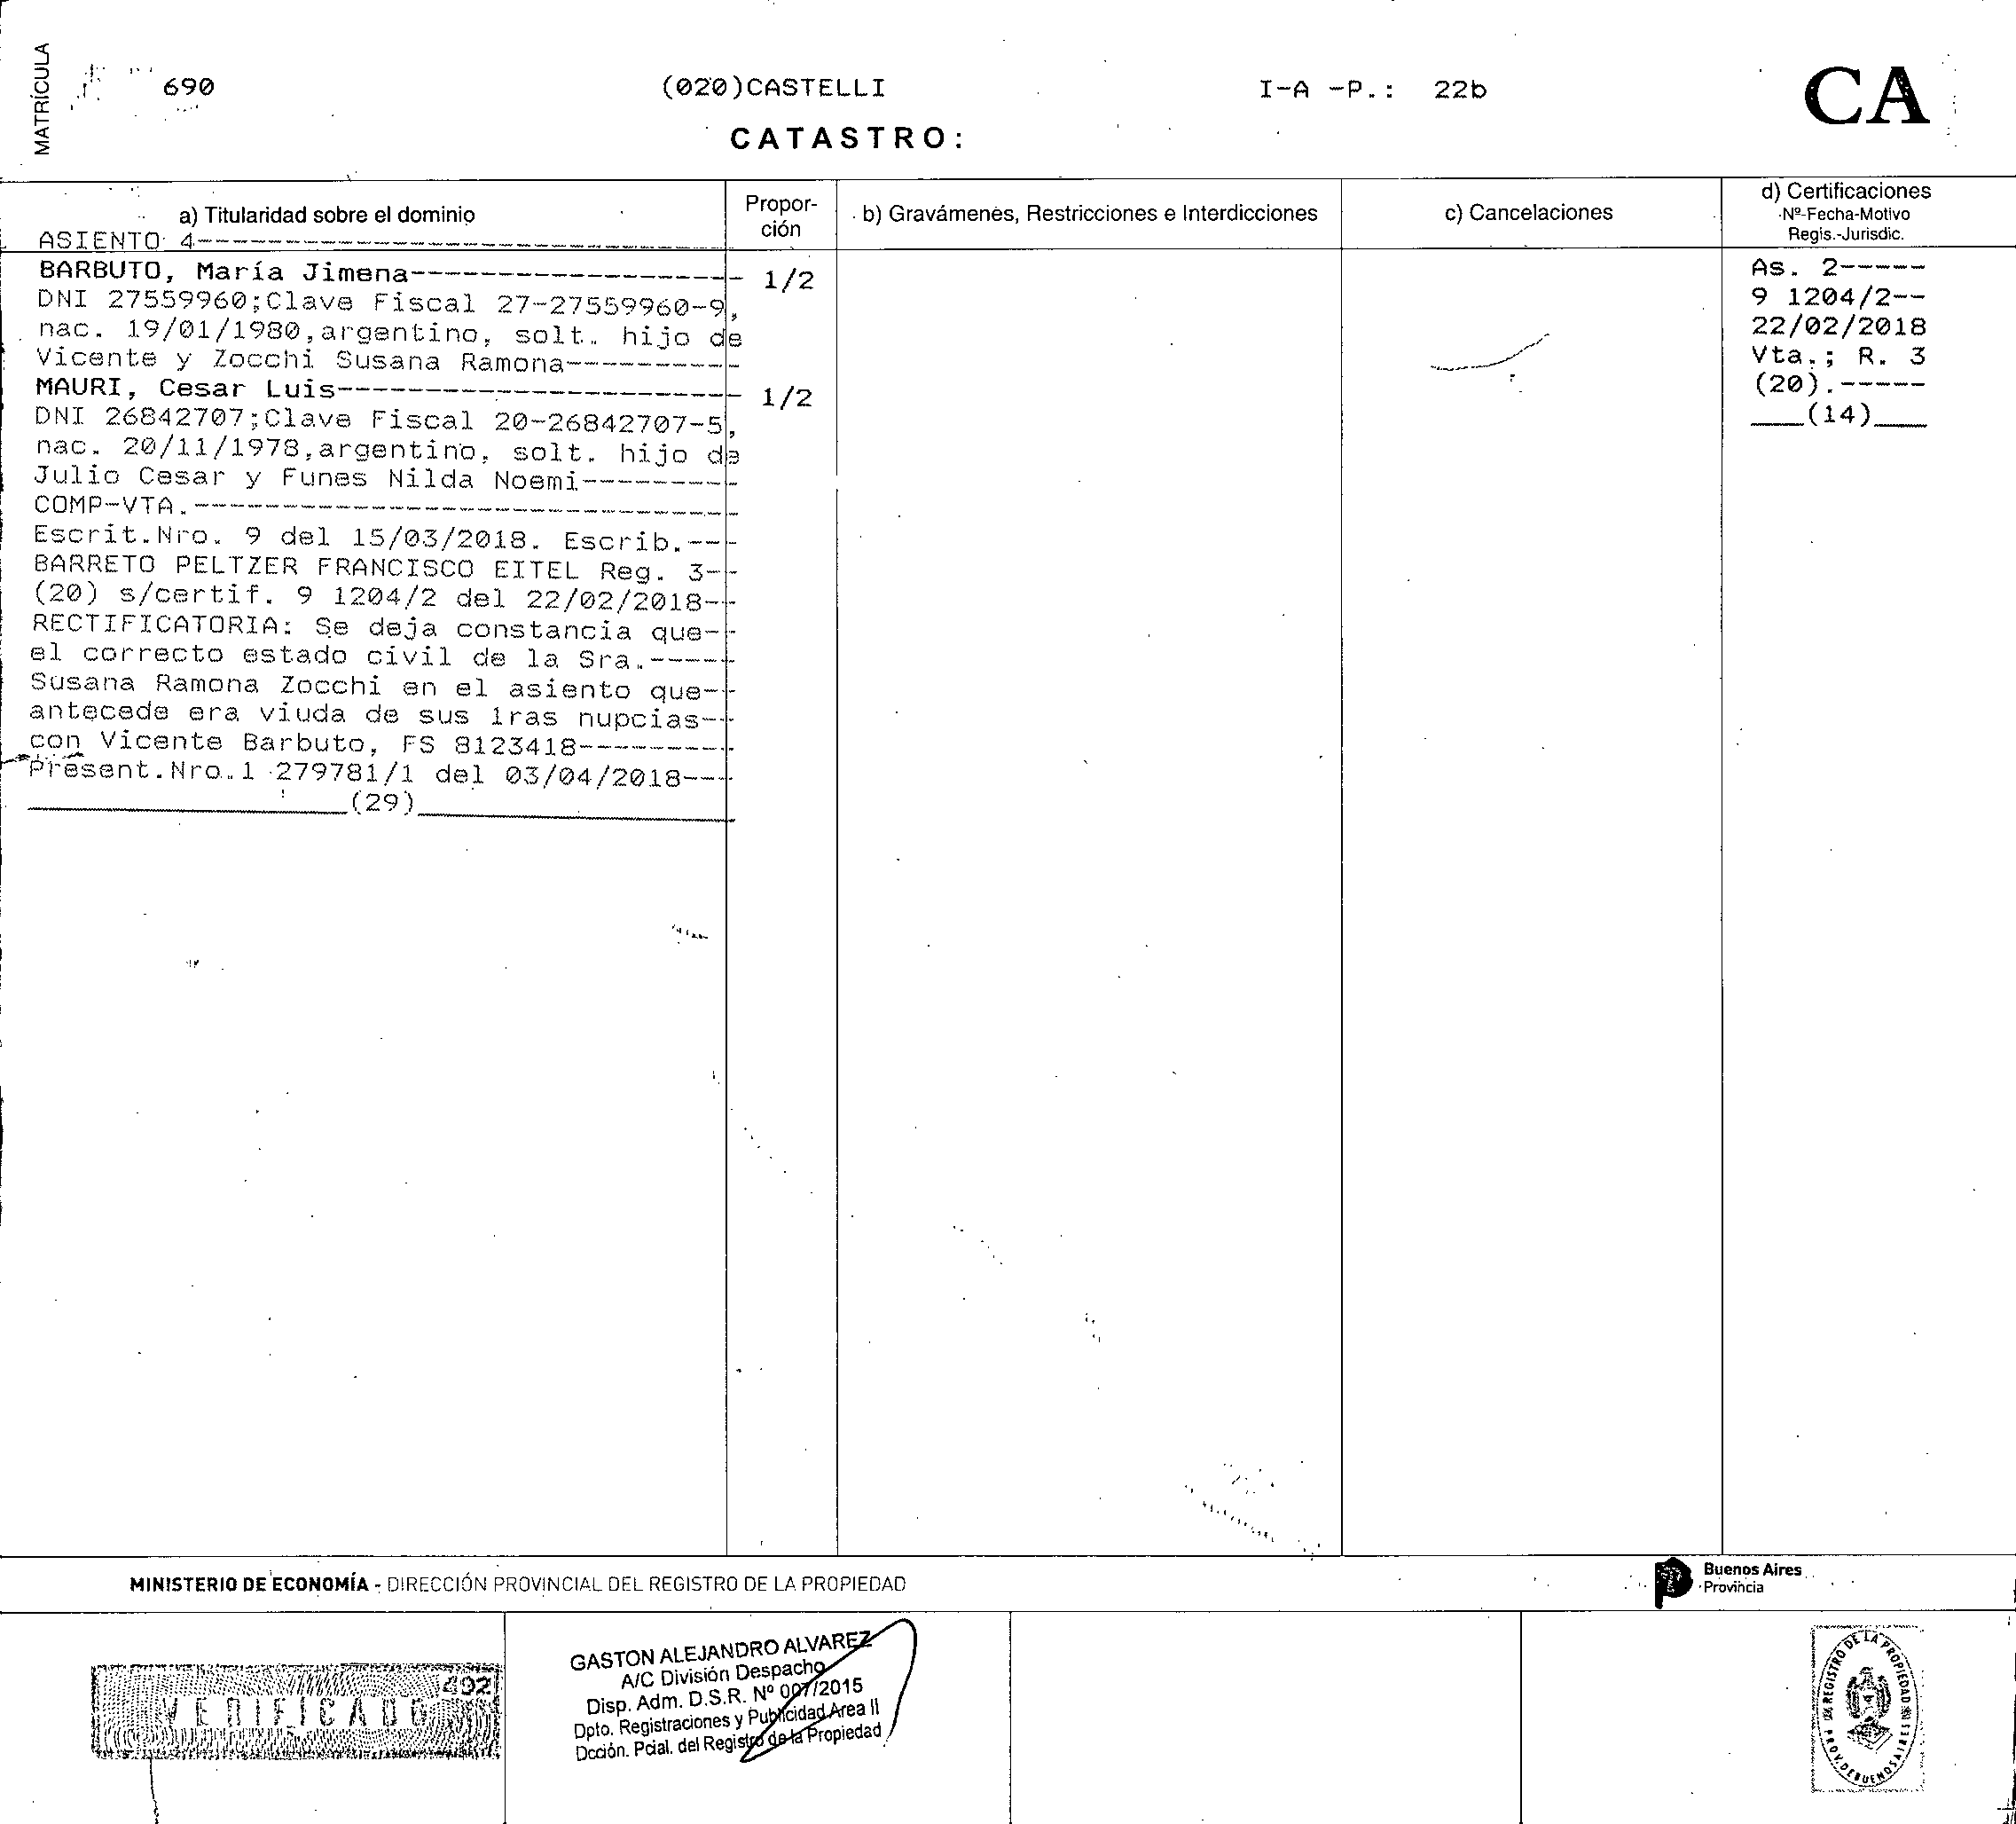 MATRÍCULA
690
(020)CASTELLI
I-A -P.: 22b
CA
CATASTRO:
a) Titularidad sobre el dominio
Propor-
ción
b) Gravámenes, Restricciones e Interdicciones
c) Cancelaciones
d) Certificaciones
Nº-Fecha-Motivo
Regis.-Jurisdic.
ASIENTO 4-------------------------------
BARBUTO, María Jimena------------------- 1/2
DNI 27559960;Clave Fiscal 27-27559960-9,
nac. 19/01/1980,argentino, solt. hijo de
Vicente y Zocchi Susana Ramona----------
MAURI, Cesar Luis----------------------- 1/2
DNI 26842707;Clave Fiscal 20-26842707-5,
nac. 20/11/1978,argentino, solt. hijo de
Julio Cesar y Funes Nilda Noemi---------
COMP-VTA.-------------------------------
Escrit.Nro. 9 del 15/03/2018. Escrib.---
BARRETO PELTZER FRANCISCO EITEL Reg. 3--
(20) s/certif. 9 1204/2 del 22/02/2018--
RECTIFICATORIA: Se deja constancia que--
el correcto estado civil de la Sra.-----
Susana Ramona Zocchi en el asiento que--
antecede era viuda de sus 1ras nupcias--
con Vicente Barbuto, FS 8123418---------
Present.Nro.1 279781/1 del 03/04/2018---
__________________(29)__________________
As. 2-----
9 1204/2--
22/02/2018
Vta.; R. 3
(20).-----
___(14)___
MINISTERIO DE ECONOMÍA - DIRECCIÓN PROVINCIAL DEL REGISTRO DE LA PROPIEDAD
Buenos Aires
Provincia
492
VERIFICADO
GASTON ALEJANDRO ALVAREZ
A/C División Despacho
Disp. Adm. D.S.R. Nº 007/2015
Dpto. Registraciones y Publicidad Area II
Dcción. Pcial. del Registro de la Propiedad
REGISTRO DE LA PROPIEDAD
PROV. DE BUENOS AIRES